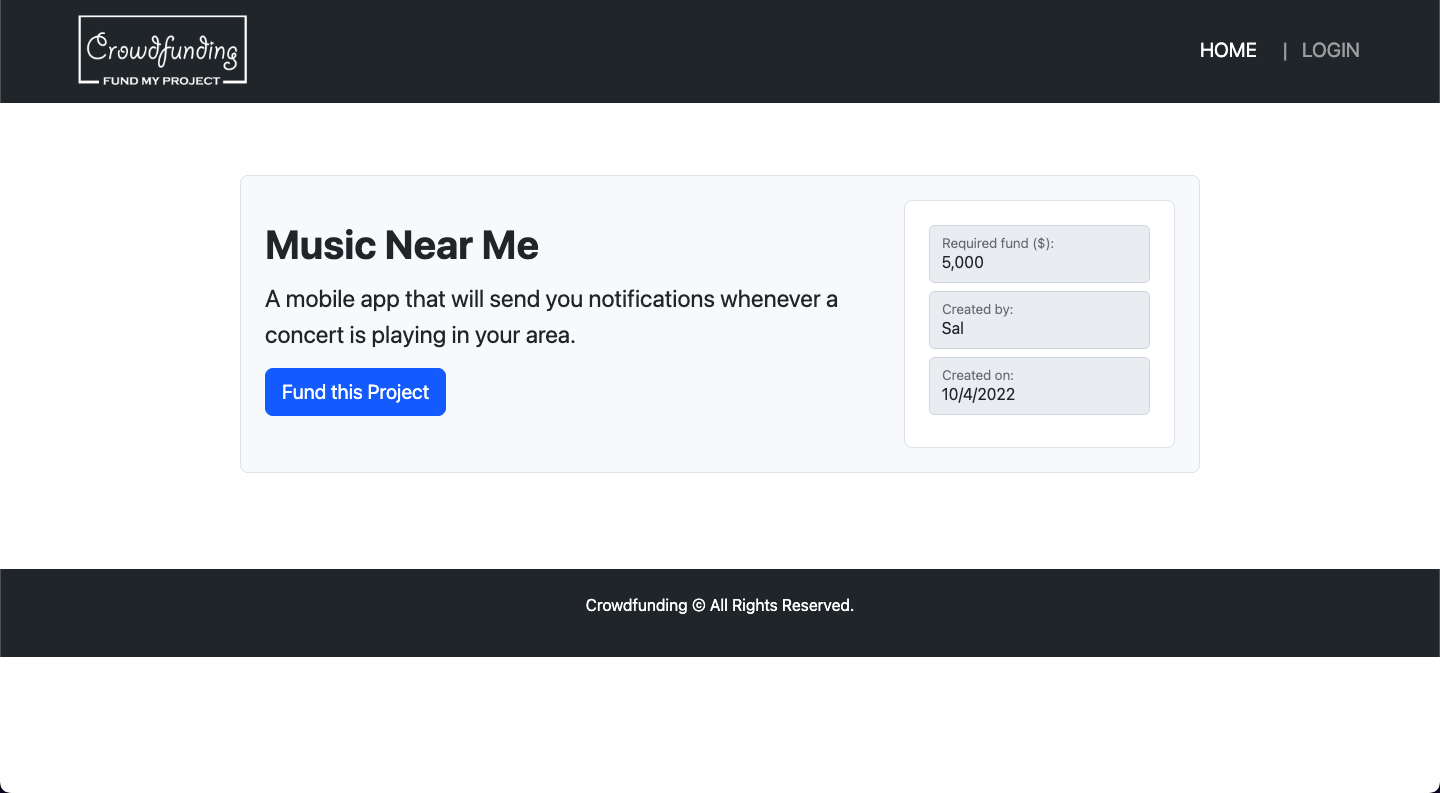 Crowdfunding
FUND MY PROJECT
HOME | LOGIN
Music Near Me
A mobile app that will send you notifications whenever a
concert is playing in your area.
Fund this Project
Required fund ($):
5,000
Created by:
Sal
Created on:
10/4/2022
Crowdfunding © All Rights Reserved.